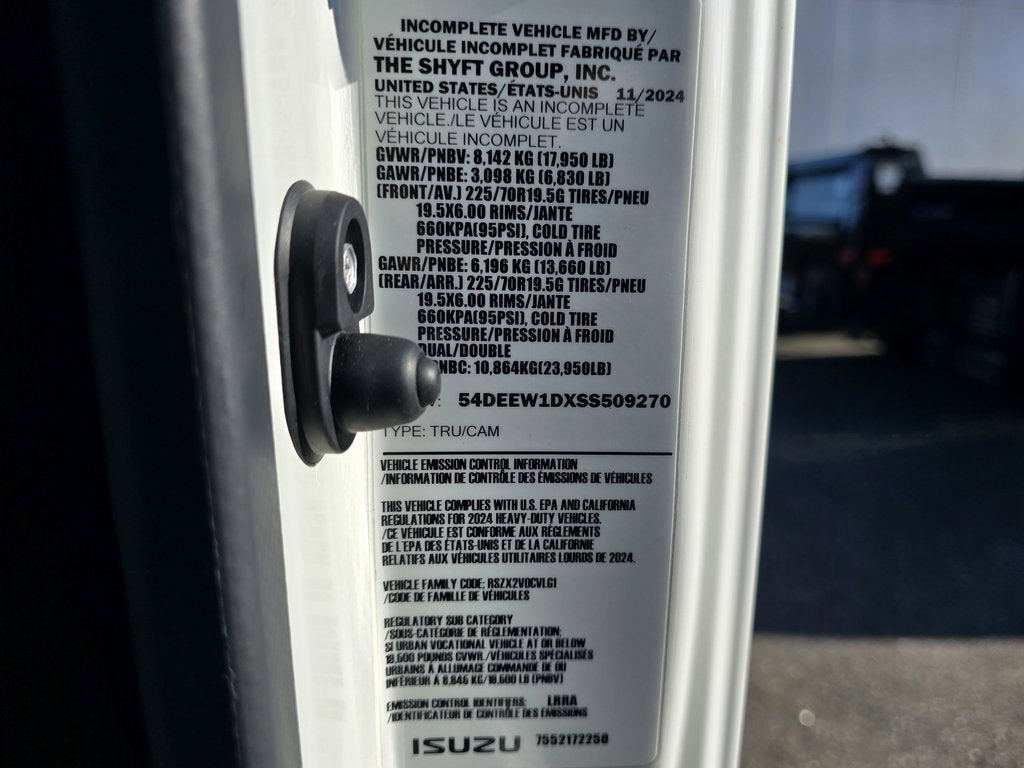 INCOMPLETE VEHICLE MFD BY/
VÉHICULE INCOMPLET FABRIQUÉ PAR
THE SHYFT GROUP, INC.
UNITED STATES/ÉTATS-UNIS 11/2024
THIS VEHICLE IS AN INCOMPLETE
VEHICLE./LE VÉHICULE EST UN
VÉHICULE INCOMPLET.
GVWR/PNBV: 8,142 KG (17,950 LB)
GAWR/PNBE: 3,098 KG (6,830 LB)
(FRONT/AV.) 225/70R19.5G TIRES/PNEU
19.5X6.00 RIMS/JANTE
660KPA(95PSI), COLD TIRE
PRESSURE/PRESSION À FROID
GAWR/PNBE: 6,196 KG (13,660 LB)
(REAR/ARR.) 225/70R19.5G TIRES/PNEU
19.5X6.00 RIMS/JANTE
660KPA(95PSI), COLD TIRE
PRESSURE/PRESSION À FROID
DUAL/DOUBLE
NBC: 10,864KG(23,950LB)
54DEEW1DXSS509270
TYPE: TRU/CAM
VEHICLE EMISSION CONTROL INFORMATION
/INFORMATION DE CONTRÔLE DES ÉMISSIONS DE VÉHICULES
THIS VEHICLE COMPLIES WITH U.S. EPA AND CALIFORNIA
REGULATIONS FOR 2024 HEAVY-DUTY VEHICLES.
/CE VÉHICULE EST CONFORME AUX RÈGLEMENTS
DE L'EPA DES ÉTATS-UNIS ET DE LA CALIFORNIE
RELATIFS AUX VÉHICULES UTILITAIRES LOURDS DE 2024.
VEHICLE FAMILY CODE: RSZX2VOCVLG1
/CODE DE FAMILLE DE VÉHICULES
REGULATORY SUB CATEGORY
/SOUS-CATÉGORIE DE RÉGLEMENTATION:
SI URBAN VOCATIONAL VEHICLE AT OR BELOW
19,500 POUNDS GVWR./VÉHICULES SPÉCIALISÉS
URBAINS À ALLUMAGE COMMANDÉ DE OU
INFÉRIEUR À 8,845 KG/19,500 LB (PNBV)
EMISSION CONTROL IDENTIFIERS: LRRA
/IDENTIFICATEUR DE CONTRÔLE DES ÉMISSIONS
ISUZU 7552172250